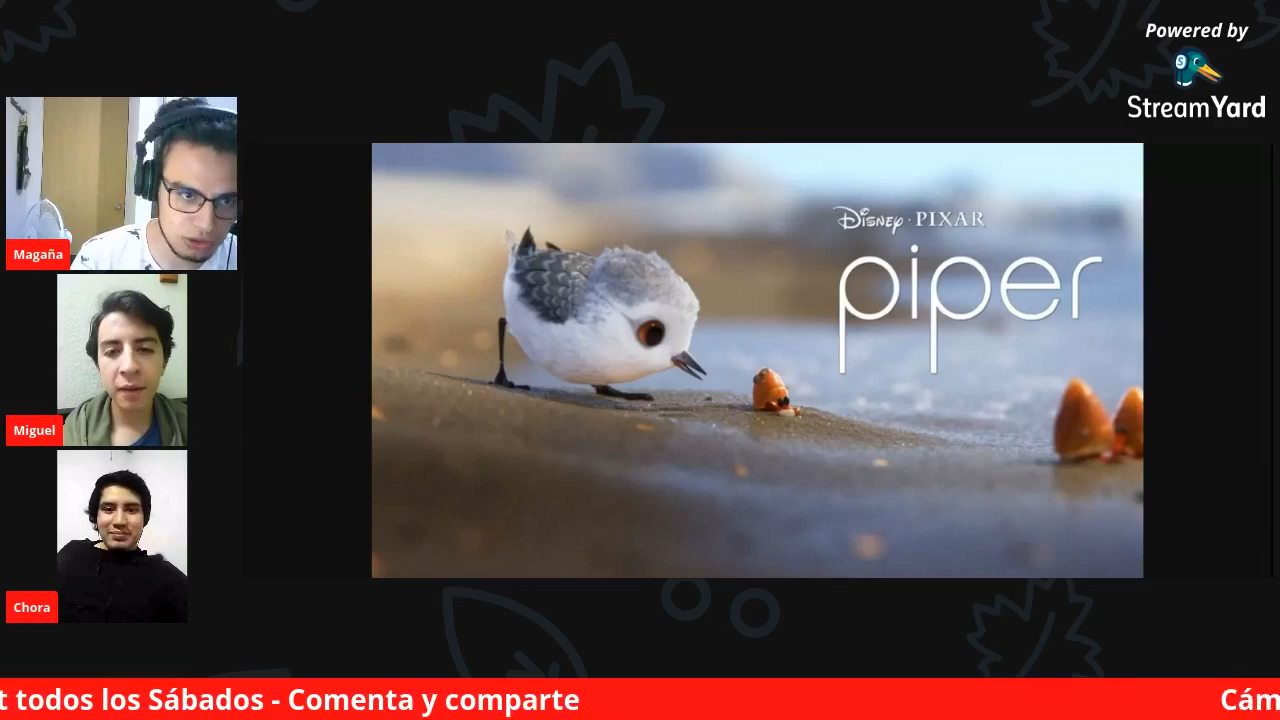 Powered by
StreamYard
Magaña
Disney · PIXAR
piper
Miguel
Chora
t todos los Sábados - Comenta y comparte
Cám